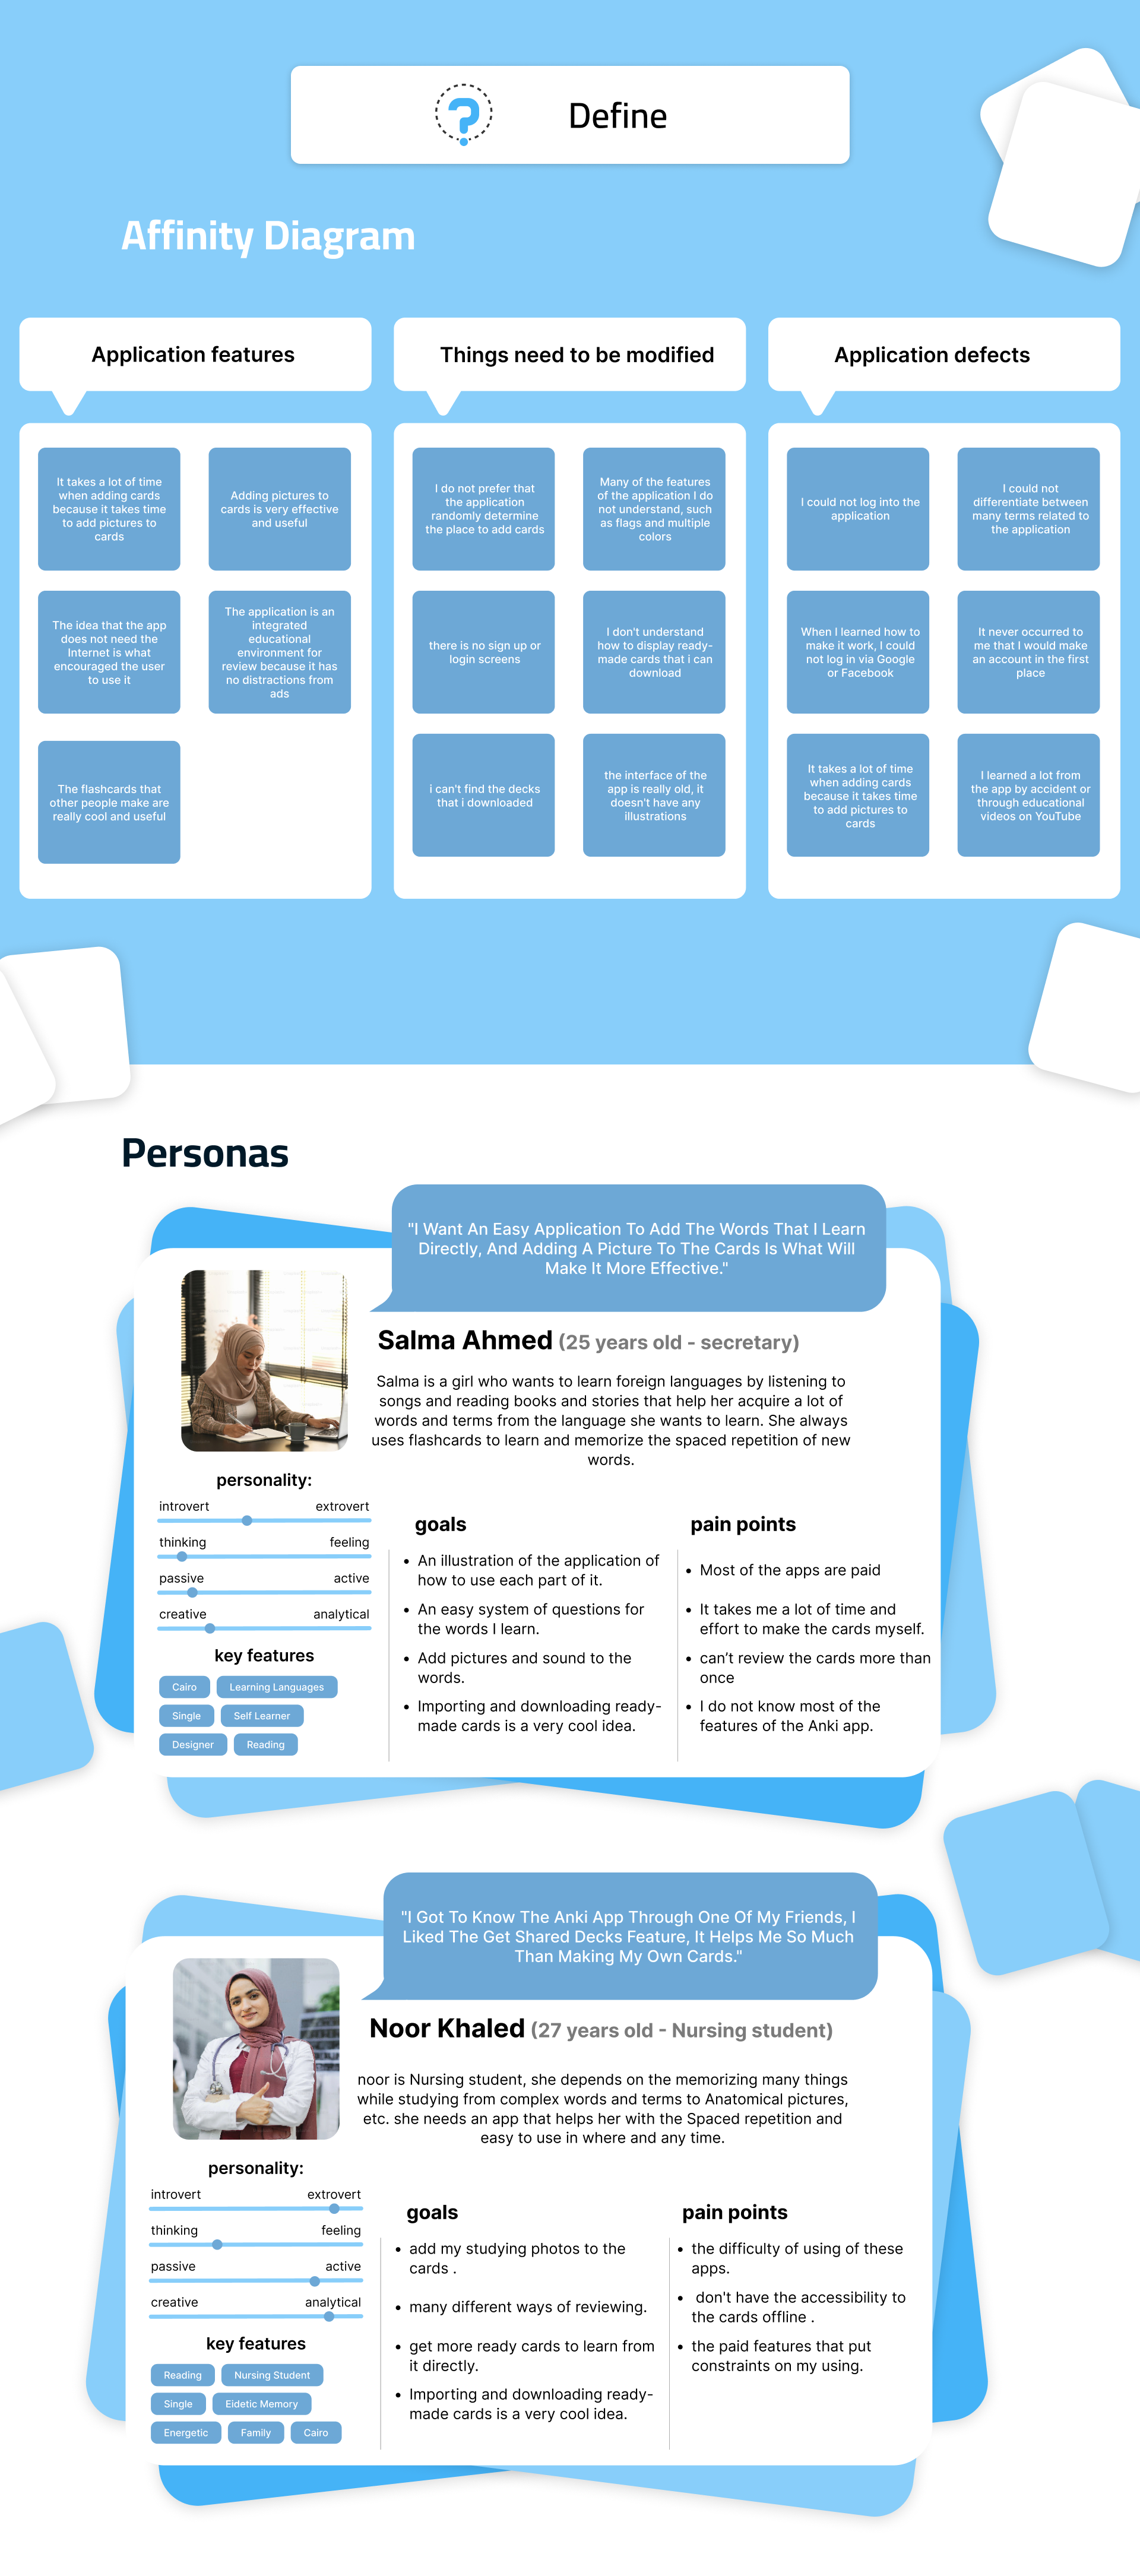 Define
Affinity Diagram
Application features
It takes a lot of time
when adding cards
because it takes time
to add pictures to
cards
Adding pictures to
cards is very effective
and useful
The idea that the app
does not need the
Internet is what
encouraged the user
to use it
The application is an
integrated
educational
environment for
review because it has
no distractions from
ads
The flashcards that
other people make are
really cool and useful
Things need to be modified
I do not prefer that
the application
randomly determine
the place to add cards
Many of the features
of the application I do
not understand, such
as flags and multiple
colors
there is no sign up or
login screens
I don't understand
how to display ready-
made cards that i can
download
i can't find the decks
that i downloaded
the interface of the
app is really old, it
doesn't have any
illustrations
Application defects
I could not log into the
application
I could not
differentiate between
many terms related to
the application
When I learned how to
make it work, I could
not log in via Google
or Facebook
It never occurred to
me that I would make
an account in the first
place
It takes a lot of time
when adding cards
because it takes time
to add pictures to
cards
I learned a lot from
the app by accident or
through educational
videos on YouTube
Personas
"I Want An Easy Application To Add The Words That I Learn
Directly, And Adding A Picture To The Cards Is What Will
Make It More Effective."
Salma Ahmed (25 years old - secretary)
Salma is a girl who wants to learn foreign languages by listening to
songs and reading books and stories that help her acquire a lot of
words and terms from the language she wants to learn. She always
uses flashcards to learn and memorize the spaced repetition of new
words.
personality:
introvert extrovert
thinking feeling
passive active
creative analytical
key features
Cairo Learning Languages
Single Self Learner
Designer Reading
goals
• An illustration of the application of
how to use each part of it.
• An easy system of questions for
the words I learn.
• Add pictures and sound to the
words.
• Importing and downloading ready-
made cards is a very cool idea.
pain points
• Most of the apps are paid
• It takes me a lot of time and
effort to make the cards myself.
• can't review the cards more than
once
• I do not know most of the
features of the Anki app.
"I Got To Know The Anki App Through One Of My Friends, I
Liked The Get Shared Decks Feature, It Helps Me So Much
Than Making My Own Cards."
Noor Khaled (27 years old - Nursing student)
noor is Nursing student, she depends on the memorizing many things
while studying from complex words and terms to Anatomical pictures,
etc. she needs an app that helps her with the Spaced repetition and
easy to use in where and any time.
personality:
introvert extrovert
thinking feeling
passive active
creative analytical
key features
Reading Nursing Student
Single Eidetic Memory
Energetic Family Cairo
goals
• add my studying photos to the
cards .
• many different ways of reviewing.
• get more ready cards to learn from
it directly.
• Importing and downloading ready-
made cards is a very cool idea.
pain points
• the difficulty of using of these
apps.
• don't have the accessibility to
the cards offline .
• the paid features that put
constraints on my using.